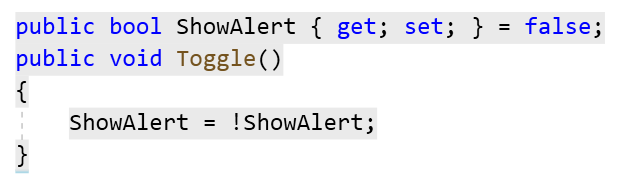 public bool ShowAlert { get; set; } = false;
public void Toggle()
{
    ShowAlert = !ShowAlert;
}